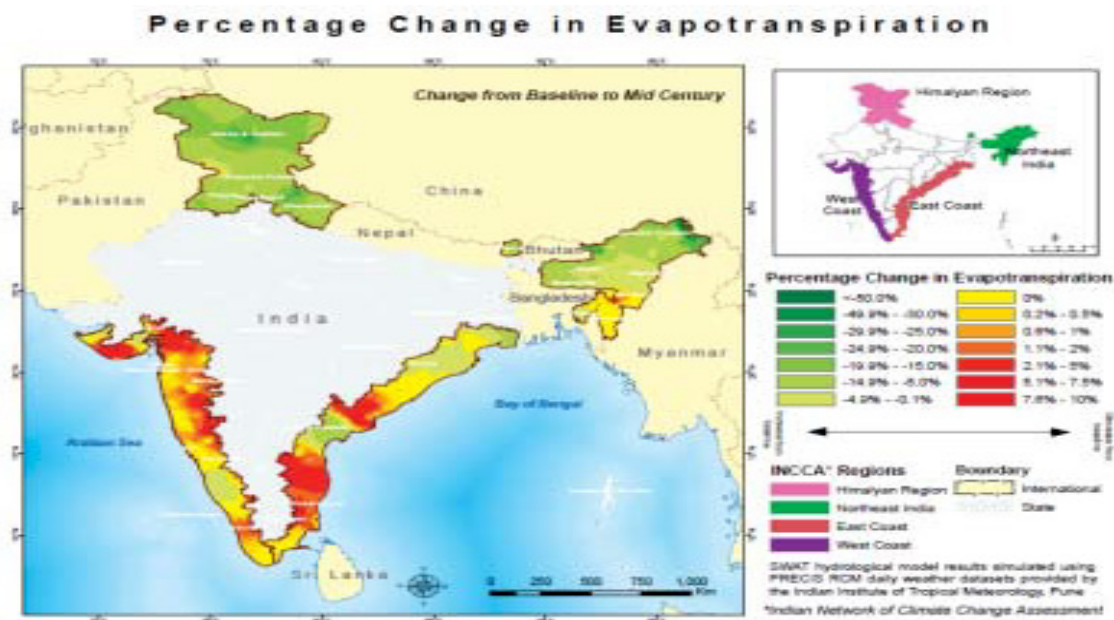 Percentage Change in Evapotranspiration
Change from Baseline to Mid Century
Afghanistan
Pakistan
China
Nepal
Bhutan
Bangladesh
India
Myanmar
Arabian Sea
Bay of Bengal
Sri Lanka
0 250 500 750 1,000
Km
Himalyan Region
Northeast
India
West
Coast
East Coast
Percentage Change in Evapotranspiration
<-50.0%
-49.9% - -30.0%
-29.9% - -25.0%
-24.9% - -20.0%
-19.9% - -15.0%
-14.9% - -5.0%
-4.9% - -0.1%
0%
0.2% - 0.5%
0.6% - 1%
1.1% - 2%
2.1% - 5%
5.1% - 7.5%
7.6% - 10%
INCCA* Regions
Himalyan Region
Northeast India
East Coast
West Coast
Boundary
International
State
SWAT hydrological model results simulated using
PRECIS RCM daily weather datasets provided by
the Indian Institute of Tropical Meteorology, Pune
*Indian Network of Climate Change Assessment